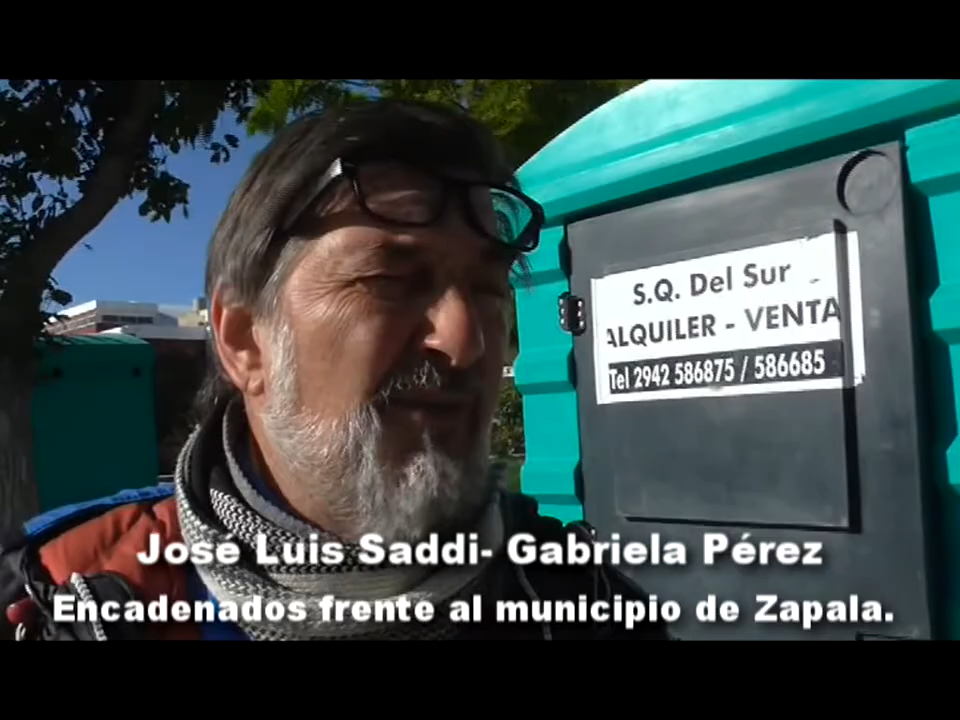 S.Q. Del Sur
ALQUILER - VENTA
Tel 2942 586875 / 586685
José Luis Saddi- Gabriela Pérez
Encadenados frente al municipio de Zapala.